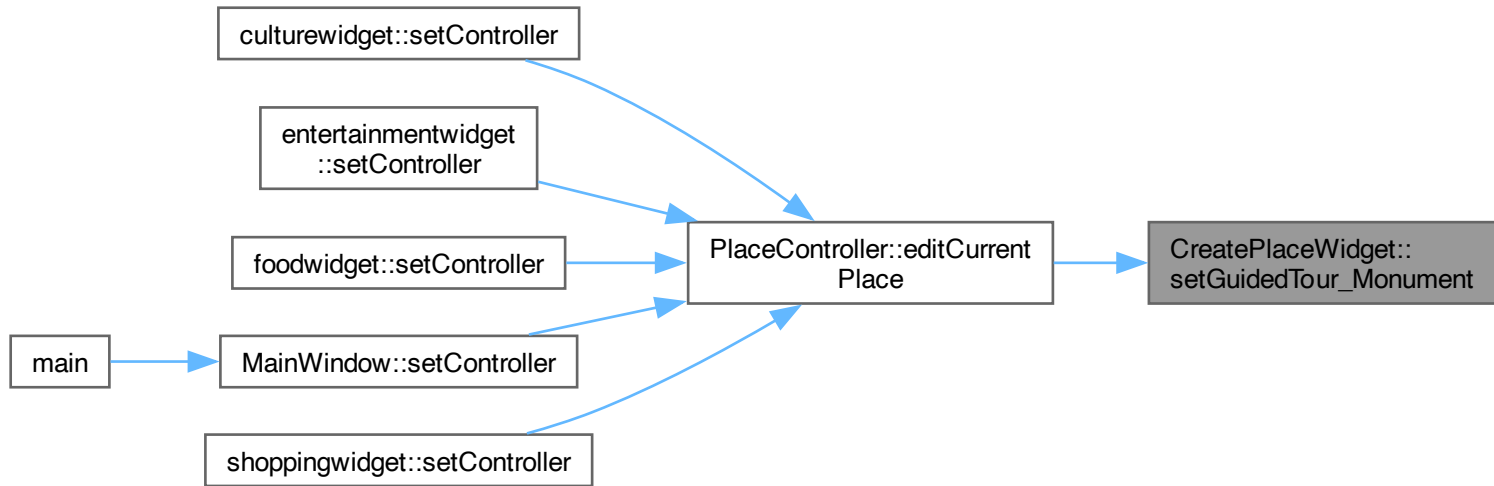 culturewidget::setController
entertainmentwidget
::setController
foodwidget::setController
main
MainWindow::setController
shoppingwidget::setController
PlaceController::editCurrent
Place
CreatePlaceWidget::
setGuidedTour_Monument